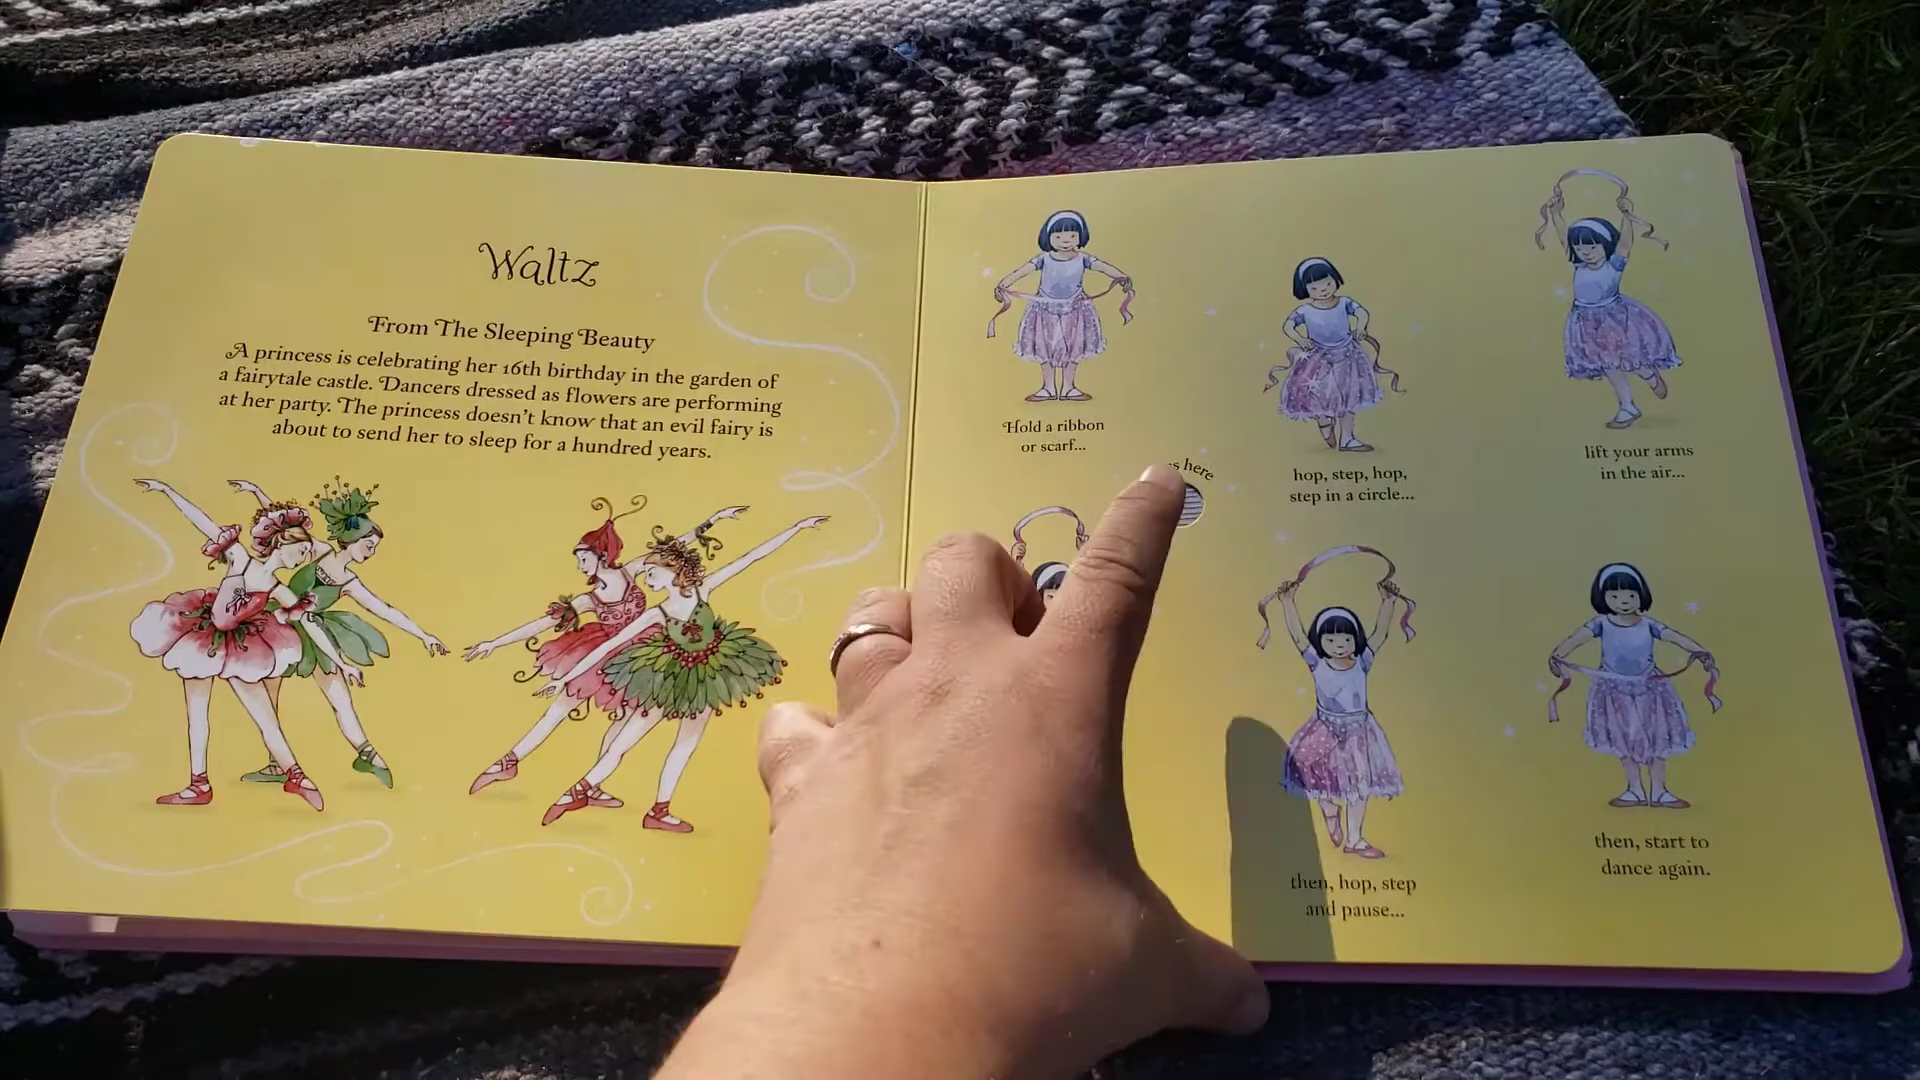 Waltz
From The Sleeping Beauty
A princess is celebrating her 16th birthday in the garden of
a fairytale castle. Dancers dressed as flowers are performing
at her party. The princess doesn't know that an evil fairy is
about to send her to sleep for a hundred years.
Hold a ribbon
or scarf...
hop, step, hop,
step in a circle...
lift your arms
in the air...
here
then, hop, step
and pause...
then, start to
dance again.